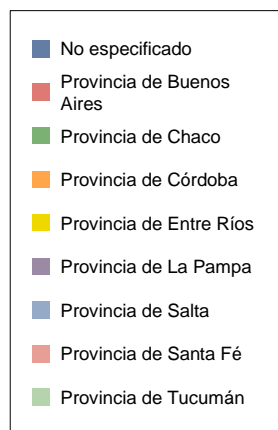 No especificado
Provincia de Buenos
Aires
Provincia de Chaco
Provincia de Córdoba
Provincia de Entre Ríos
Provincia de La Pampa
Provincia de Salta
Provincia de Santa Fé
Provincia de Tucumán